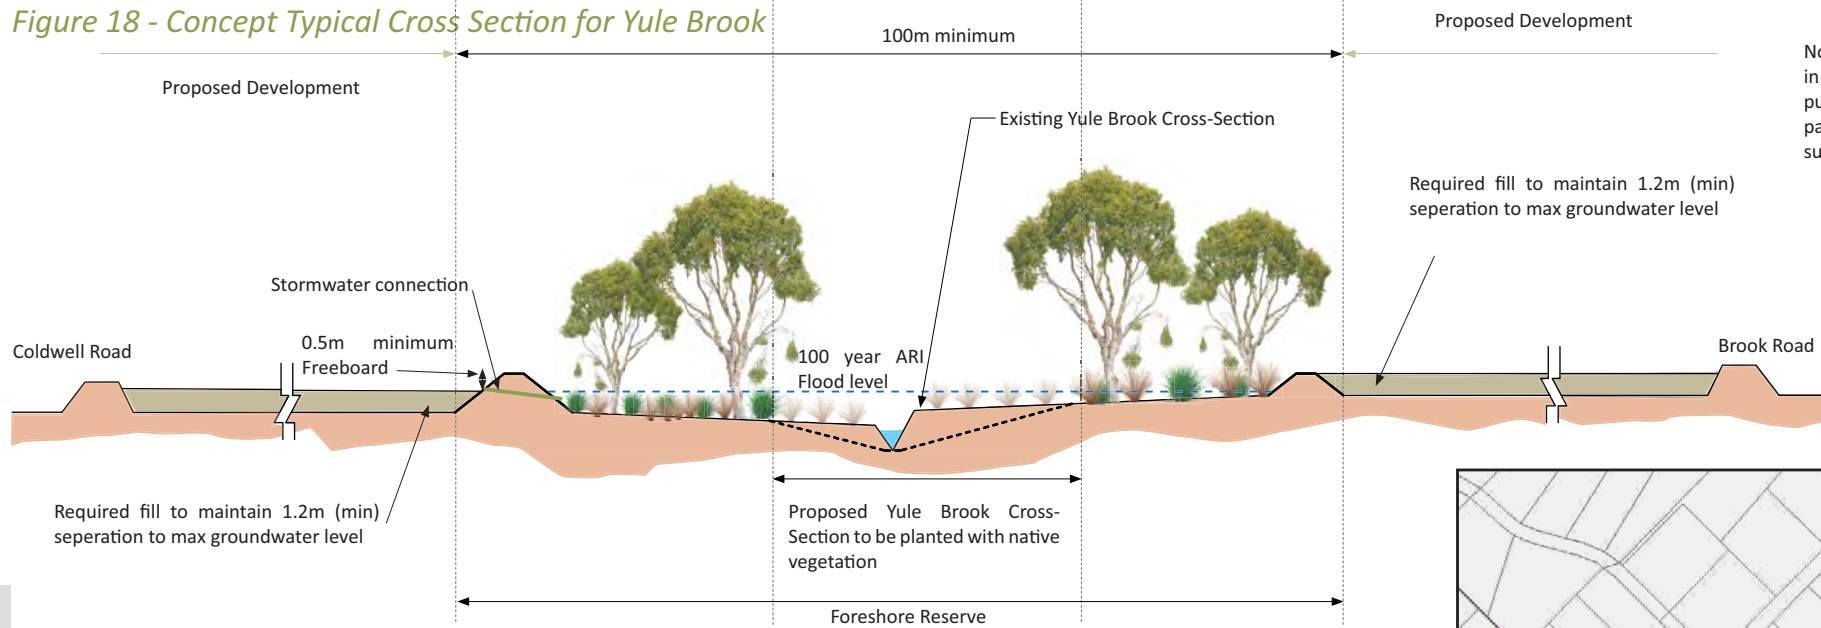 Figure 18 - Concept Typical Cross Section for Yule Brook
Proposed Development
100m minimum
Proposed Development
Existing Yule Brook Cross-Section
Required fill to maintain 1.2m (min)
seperation to max groundwater level
Stormwater connection
0.5m minimum
Freeboard
Coldwell Road
100 year ARI
Flood level
Brook Road
Required fill to maintain 1.2m (min)
seperation to max groundwater level
Proposed Yule Brook Cross-
Section to be planted with native
vegetation
Foreshore Reserve
in